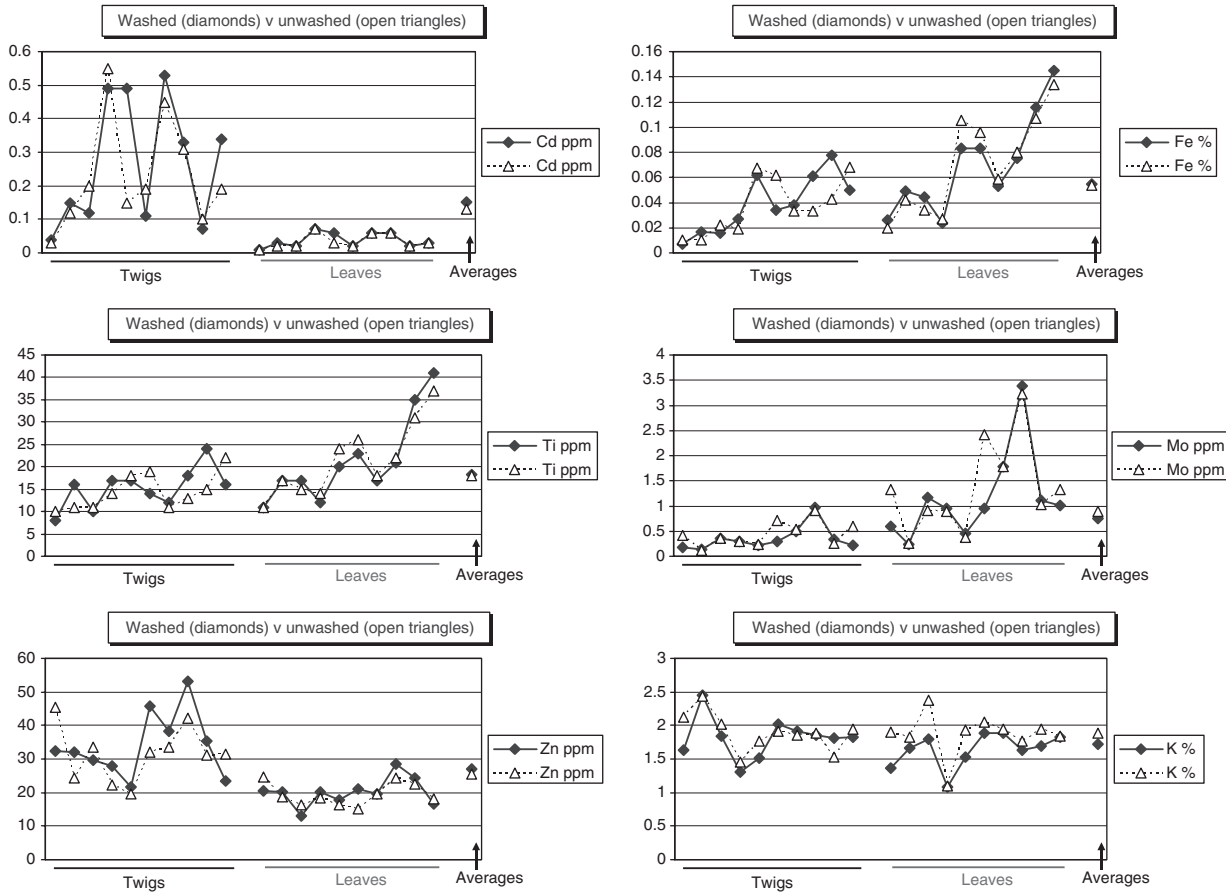 Washed (diamonds) v unwashed (open triangles)
0.6
0.5
0.4
0.3
0.2
0.1
0
Cd ppm
Cd ppm
Twigs
Leaves
Averages
Washed (diamonds) v unwashed (open triangles)
0.16
0.14
0.12
0.1
0.08
0.06
0.04
0.02
0
Fe %
Fe %
Twigs
Leaves
Averages
Washed (diamonds) v unwashed (open triangles)
45
40
35
30
25
20
15
10
5
0
Ti ppm
Ti ppm
Twigs
Leaves
Averages
Washed (diamonds) v unwashed (open triangles)
4
3.5
3
2.5
2
1.5
1
0.5
0
Mo ppm
Mo ppm
Twigs
Leaves
Averages
Washed (diamonds) v unwashed (open triangles)
60
50
40
30
20
10
0
Zn ppm
Zn ppm
Twigs
Leaves
Averages
Washed (diamonds) v unwashed (open triangles)
3
2.5
2
1.5
1
0.5
0
K %
K %
Twigs
Leaves
Averages